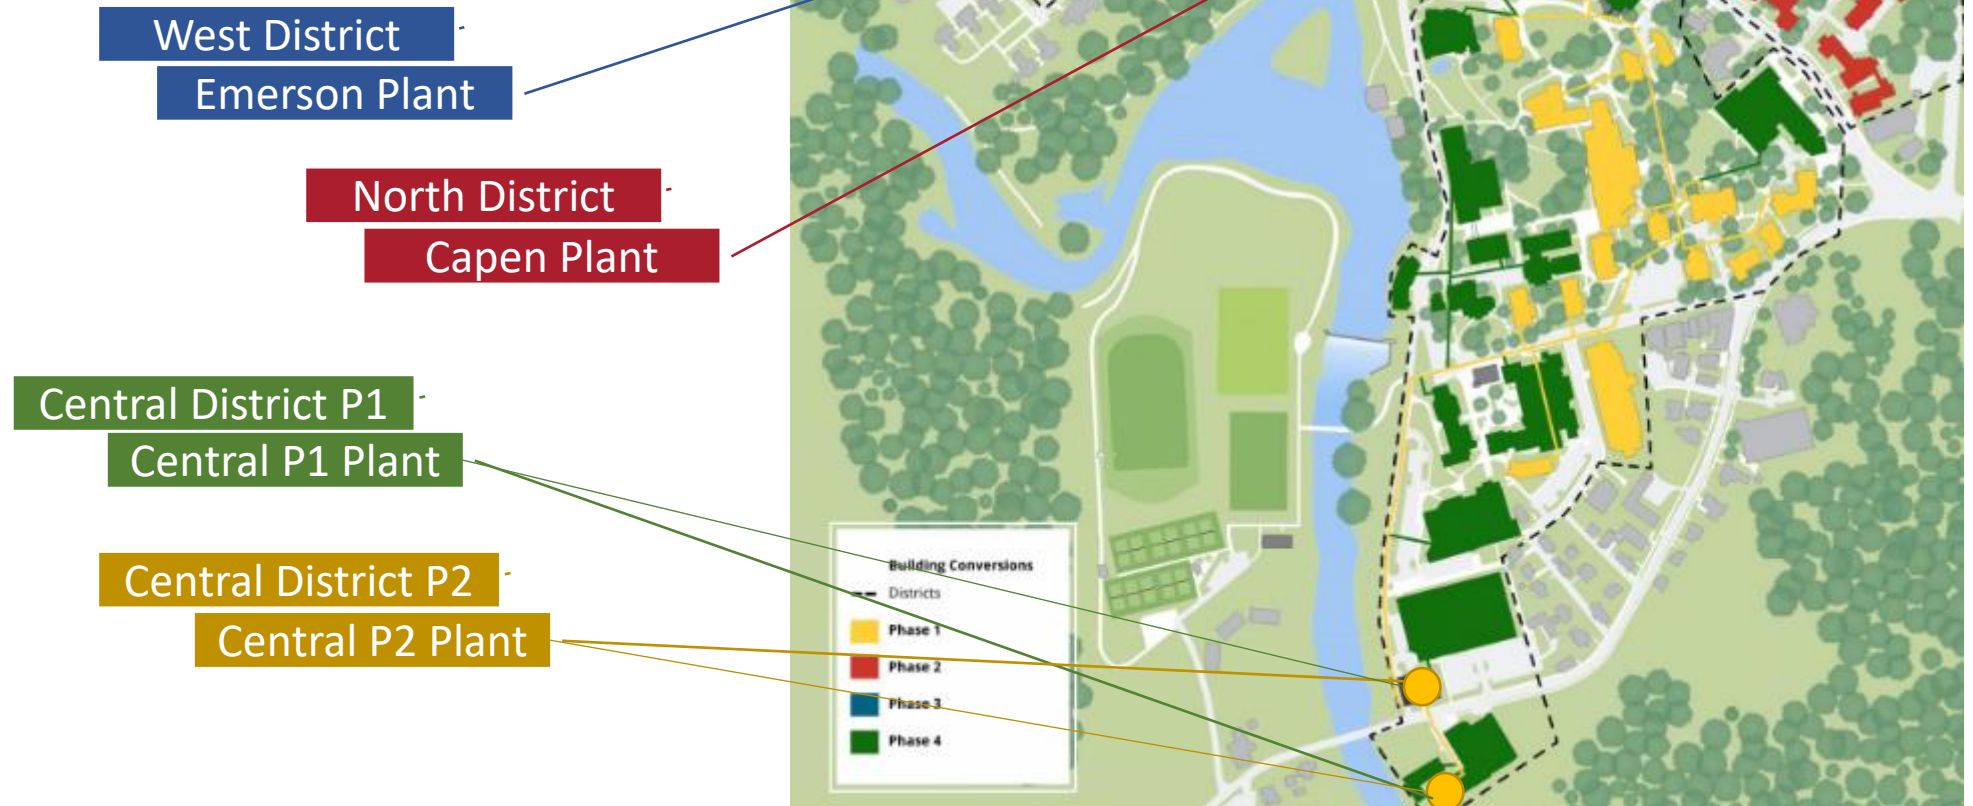 West District
Emerson Plant
North District
Capen Plant
Central District P1
Central P1 Plant
Central District P2
Central P2 Plant
Building Conversions
Districts
Phase 1
Phase 2
Phase 3
Phase 4